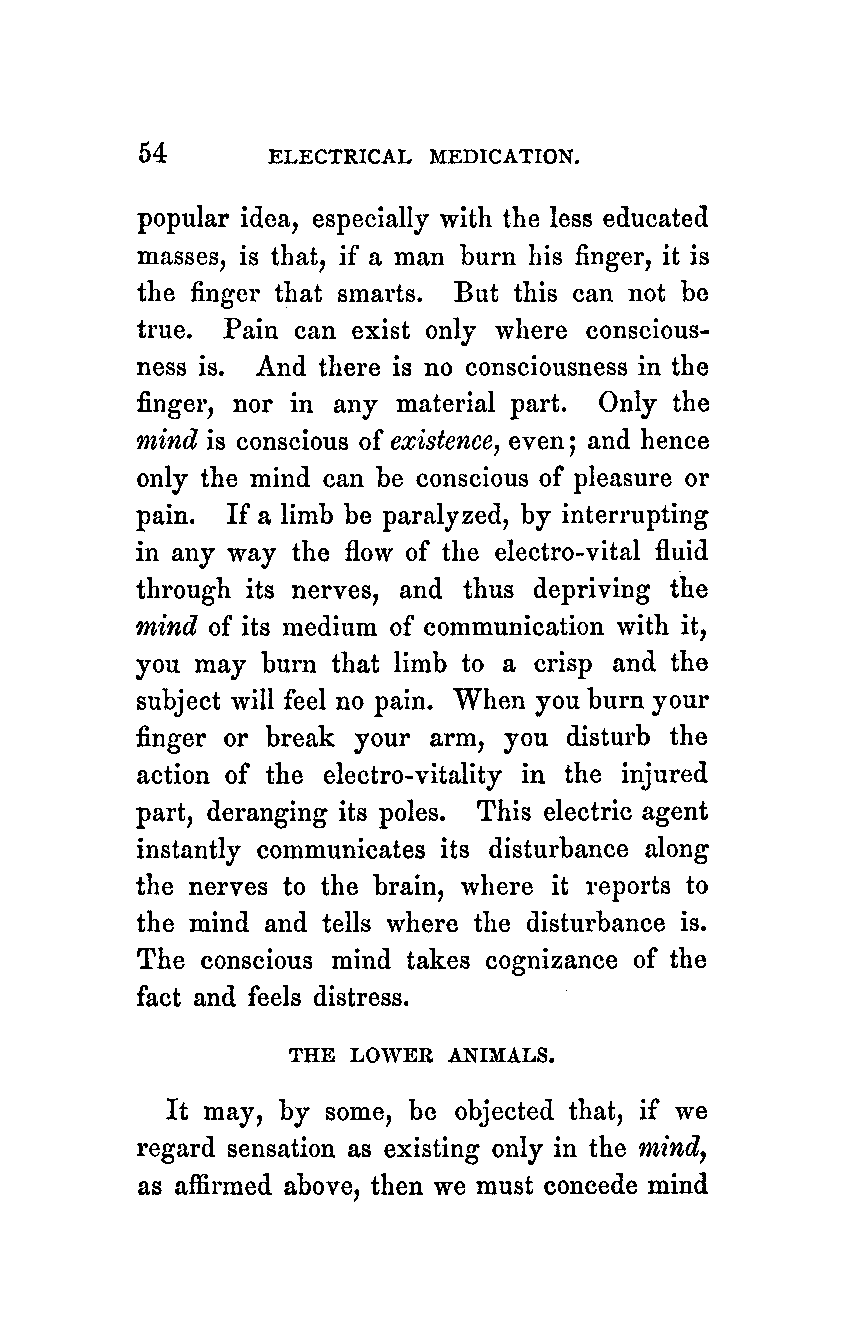 54 ELECTRICAL MEDICATION.
popular idea, especially with the less educated
masses, is that, if a man burn his finger, it is
the finger that smarts. But this can not be
true. Pain can exist only where conscious-
ness is. And there is no consciousness in the
finger, nor in any material part. Only the
mind is conscious of existence, even; and hence
only the mind can be conscious of pleasure or
pain. If a limb be paralyzed, by interrupting
in any way the flow of the electro-vital fluid
through its nerves, and thus depriving the
mind of its medium of communication with it,
you may burn that limb to a crisp and the
subject will feel no pain. When you burn your
finger or break your arm, you disturb the
action of the electro-vitality in the injured
part, deranging its poles. This electric agent
instantly communicates its disturbance along
the nerves to the brain, where it reports to
the mind and tells where the disturbance is.
The conscious mind takes cognizance of the
fact and feels distress.
THE LOWER ANIMALS.
It may, by some, be objected that, if we
regard sensation as existing only in the mind,
as affirmed above, then we must concede mind